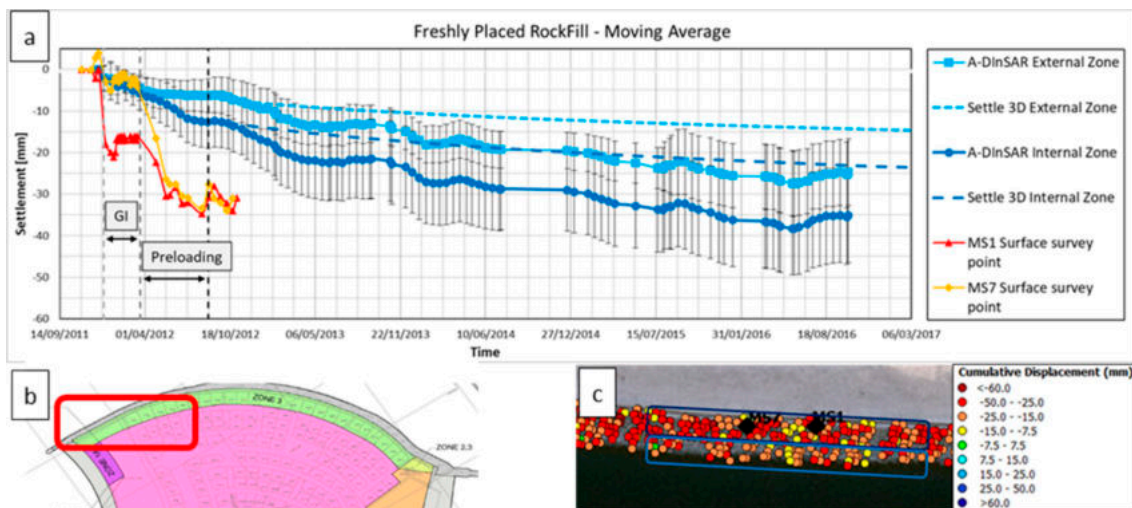 a
Freshly Placed RockFill - Moving Average
Settlement [mm]
0
-10
-20
-30
-40
-50
-60
GI
Preloading
14/09/2011 01/04/2012 18/10/2012 06/05/2013 22/11/2013 10/06/2014 27/12/2014 15/07/2015 31/01/2016 18/08/2016 06/03/2017
Time
A-DInSAR External Zone
Settle 3D External Zone
A-DInSAR Internal Zone
Settle 3D Internal Zone
MS1 Surface survey
point
MS7 Surface survey
point
b
ZONE 3
ZONE 2.3
c
MS7 MS1
Cumulative Displacement (mm)
<-60.0
-50.0 - -25.0
-25.0 - -15.0
-15.0 - -7.5
-7.5 - 7.5
7.5 - 15.0
15.0 - 25.0
25.0 - 50.0
>60.0